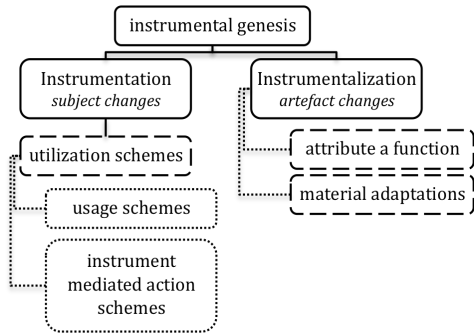 instrumental genesis
Instrumentation
subject changes
Instrumentalization
artefact changes
utilization schemes
attribute a function
material adaptations
usage schemes
instrument
mediated action
schemes